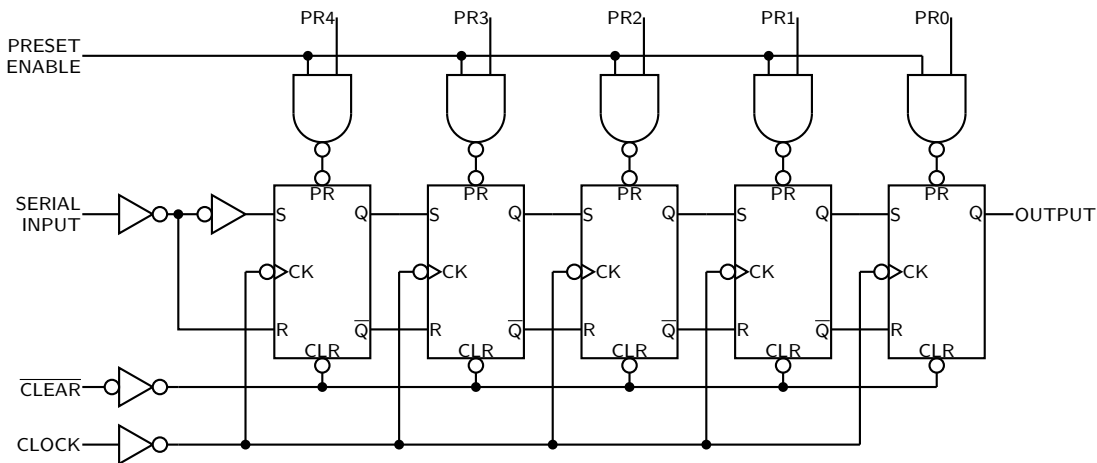 PR4 PR3 PR2 PR1 PR0
PRESET
ENABLE
PR PR PR PR PR
SERIAL
INPUT
S Q S Q S Q S Q S Q
OUTPUT
CK CK CK CK CK
R Q̅ R Q̅ R Q̅ R Q̅ R
CLR CLR CLR CLR CLR
C̅L̅E̅A̅R̅
CLOCK